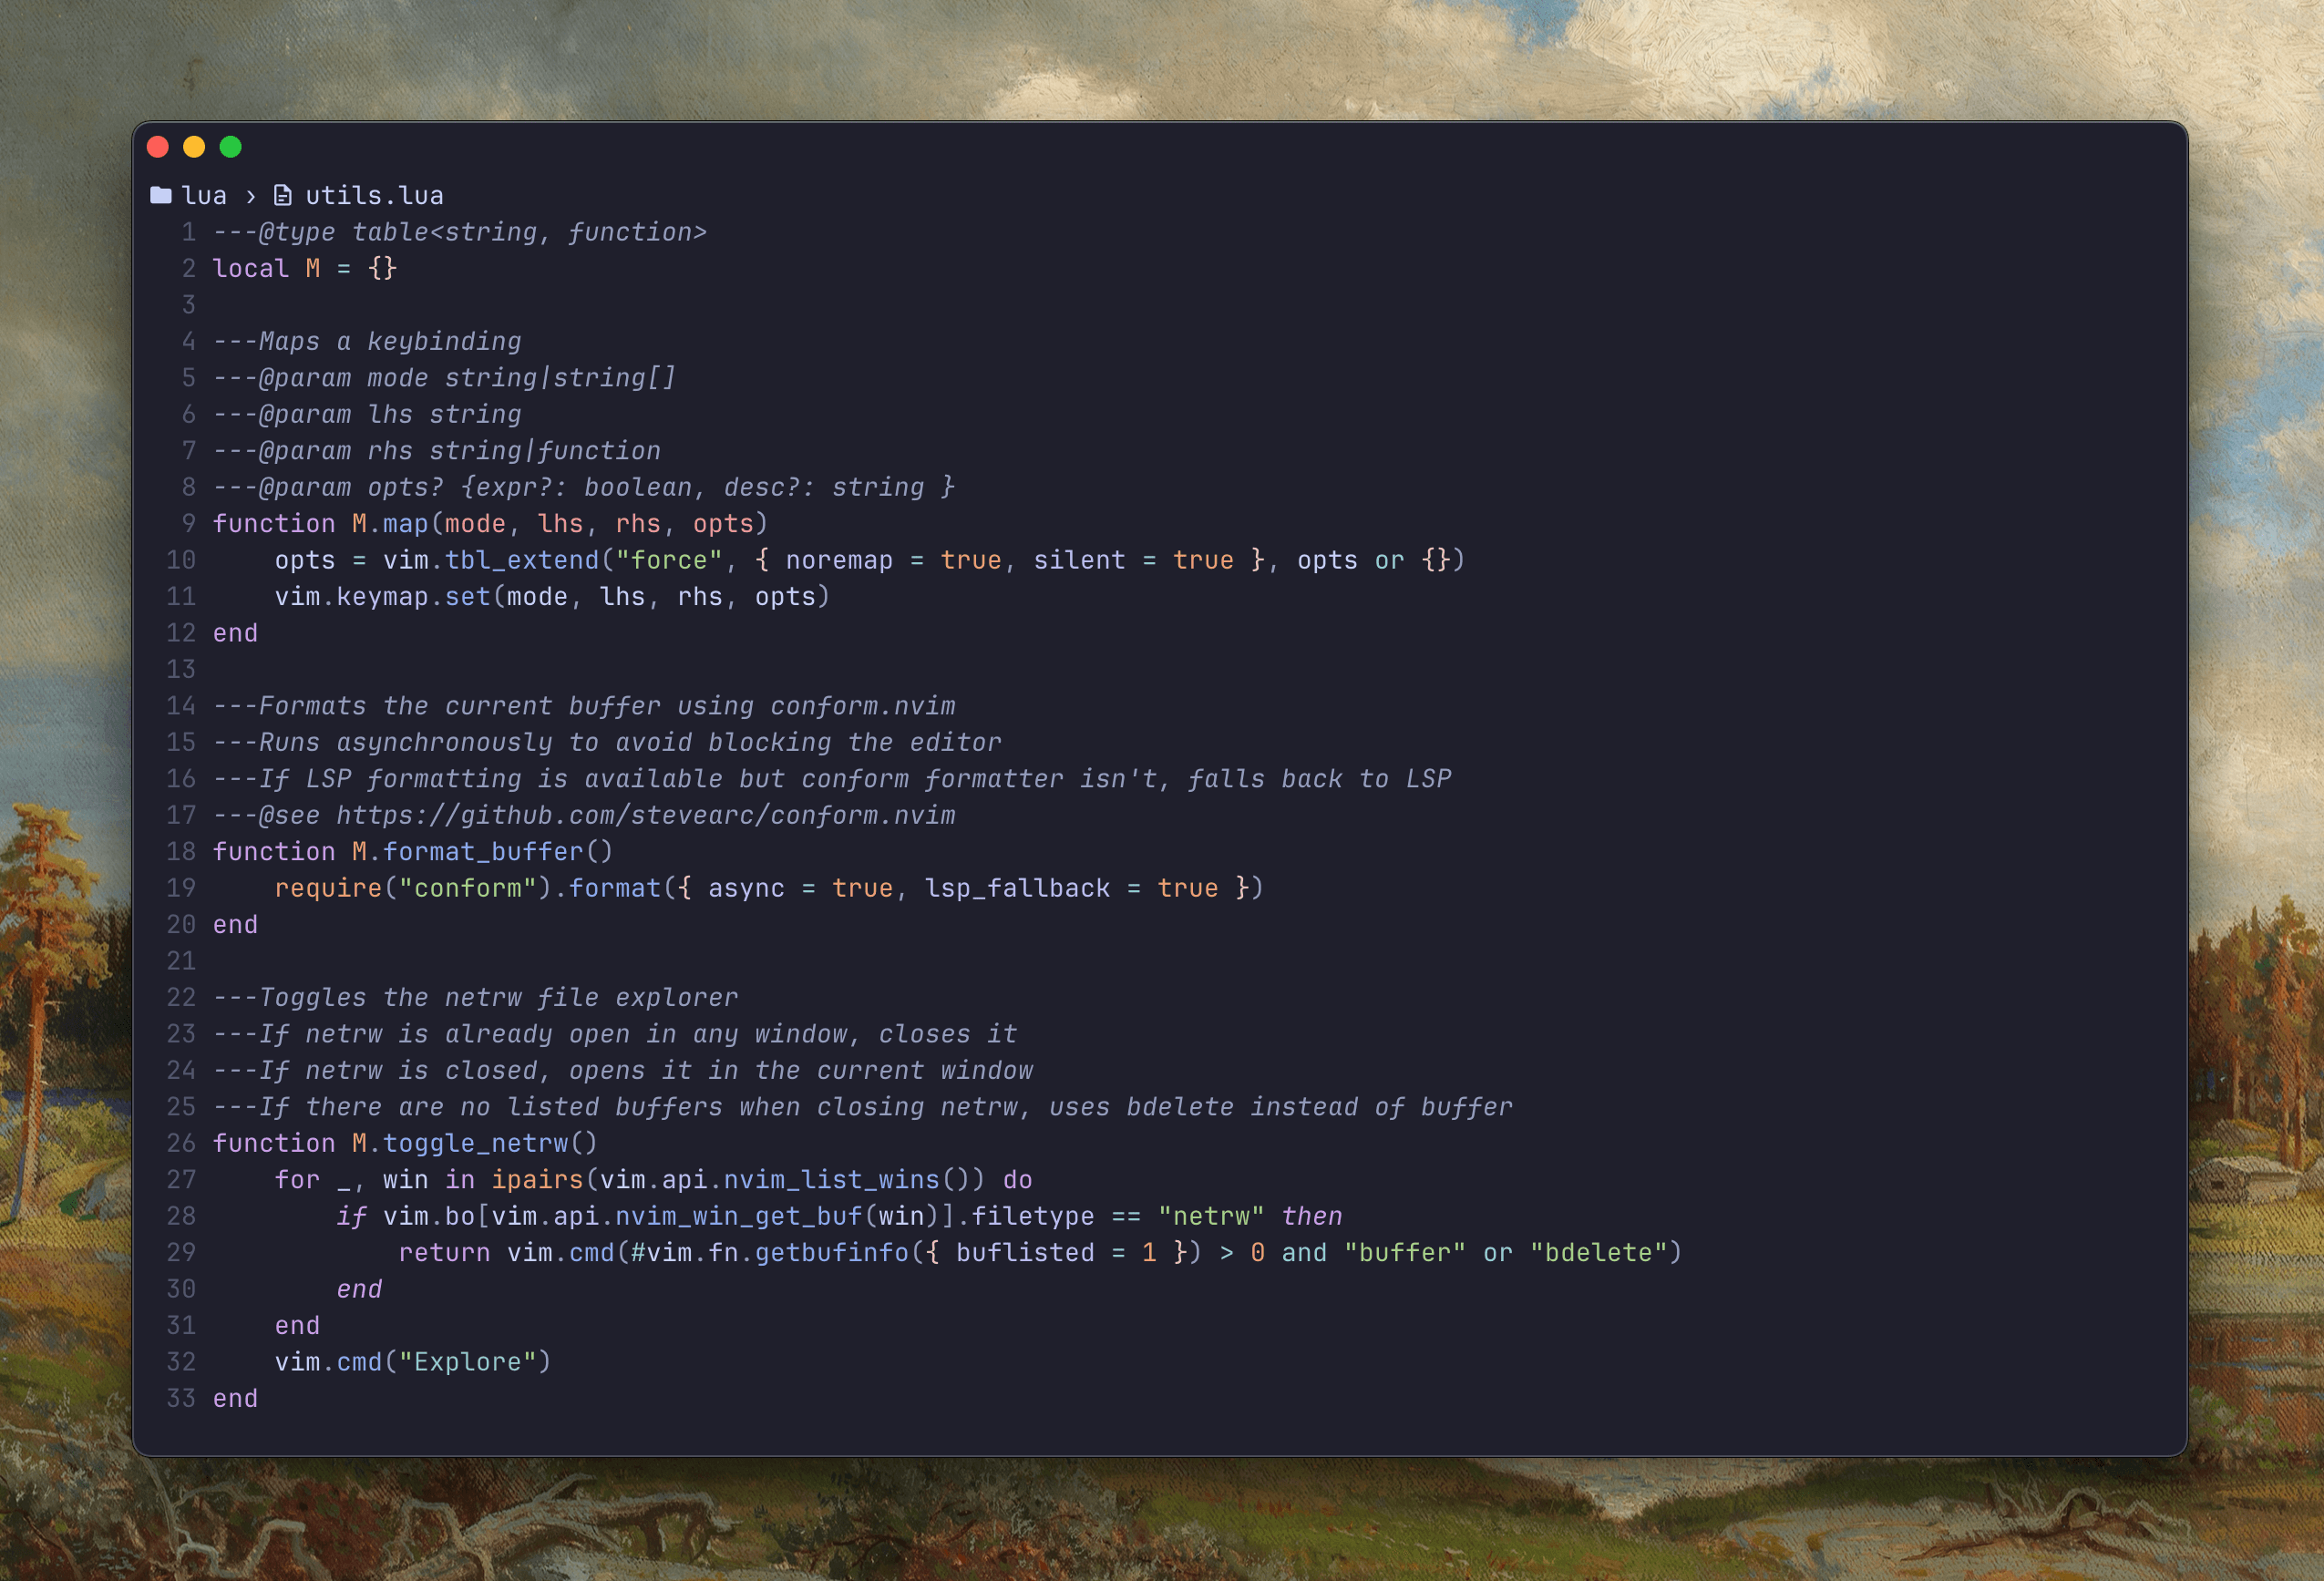 lua › utils.lua
1 ---@type table<string, function>
2 local M = {}
3
4 ---Maps a keybinding
5 ---@param mode string|string[]
6 ---@param lhs string
7 ---@param rhs string|function
8 ---@param opts? {expr?: boolean, desc?: string }
9 function M.map(mode, lhs, rhs, opts)
10     opts = vim.tbl_extend("force", { noremap = true, silent = true }, opts or {})
11     vim.keymap.set(mode, lhs, rhs, opts)
12 end
13
14 ---Formats the current buffer using conform.nvim
15 ---Runs asynchronously to avoid blocking the editor
16 ---If LSP formatting is available but conform formatter isn't, falls back to LSP
17 ---@see https://github.com/stevearc/conform.nvim
18 function M.format_buffer()
19     require("conform").format({ async = true, lsp_fallback = true })
20 end
21
22 ---Toggles the netrw file explorer
23 ---If netrw is already open in any window, closes it
24 ---If netrw is closed, opens it in the current window
25 ---If there are no listed buffers when closing netrw, uses bdelete instead of buffer
26 function M.toggle_netrw()
27     for _, win in ipairs(vim.api.nvim_list_wins()) do
28         if vim.bo[vim.api.nvim_win_get_buf(win)].filetype == "netrw" then
29             return vim.cmd(#vim.fn.getbufinfo({ buflisted = 1 }) > 0 and "buffer" or "bdelete")
30         end
31     end
32     vim.cmd("Explore")
33 end